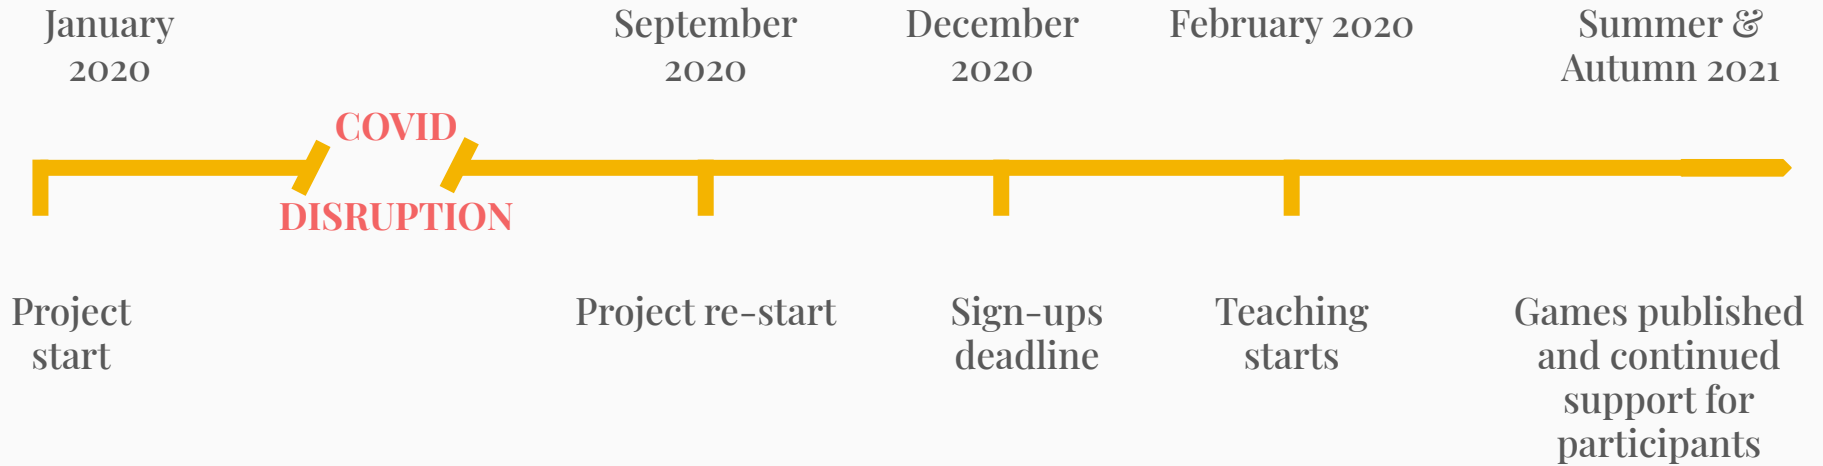 January
2020
September
2020
December
2020
February 2020
Summer &
Autumn 2021
COVID
DISRUPTION
Project
start
Project re-start
Sign-ups
deadline
Teaching
starts
Games published
and continued
support for
participants